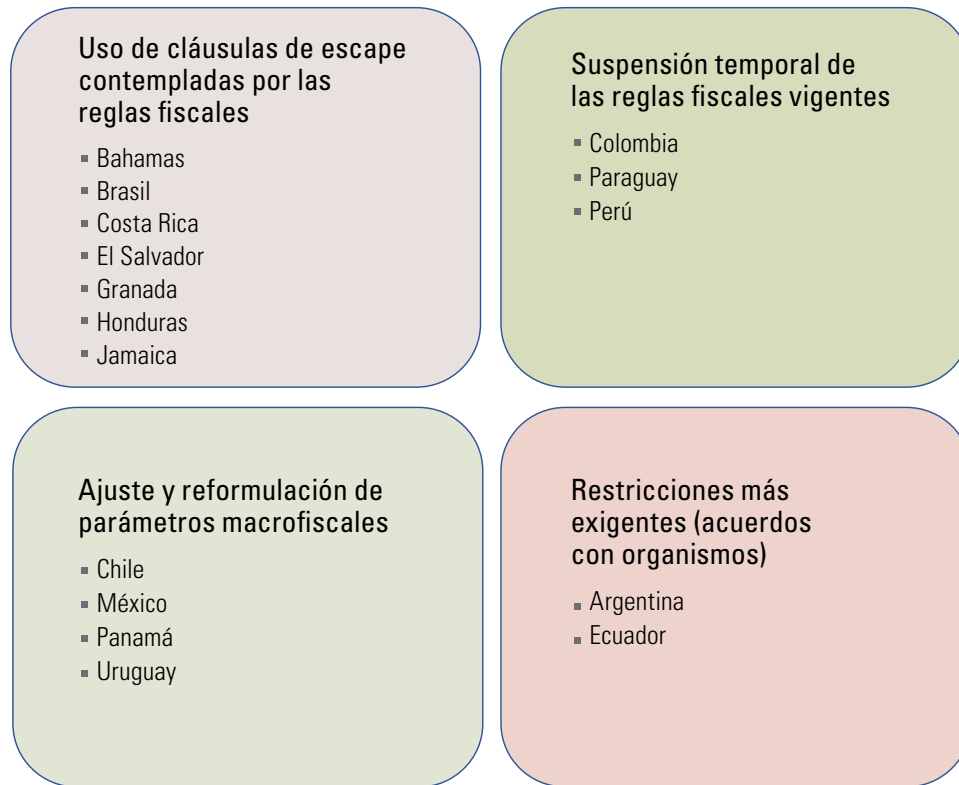 Uso de cláusulas de escape
contempladas por las
reglas fiscales
▪ Bahamas
▪ Brasil
▪ Costa Rica
▪ El Salvador
▪ Granada
▪ Honduras
▪ Jamaica
Suspensión temporal de
las reglas fiscales vigentes
▪ Colombia
▪ Paraguay
▪ Perú
Ajuste y reformulación de
parámetros macrofiscales
▪ Chile
▪ México
▪ Panamá
▪ Uruguay
Restricciones más
exigentes (acuerdos
con organismos)
▪ Argentina
▪ Ecuador